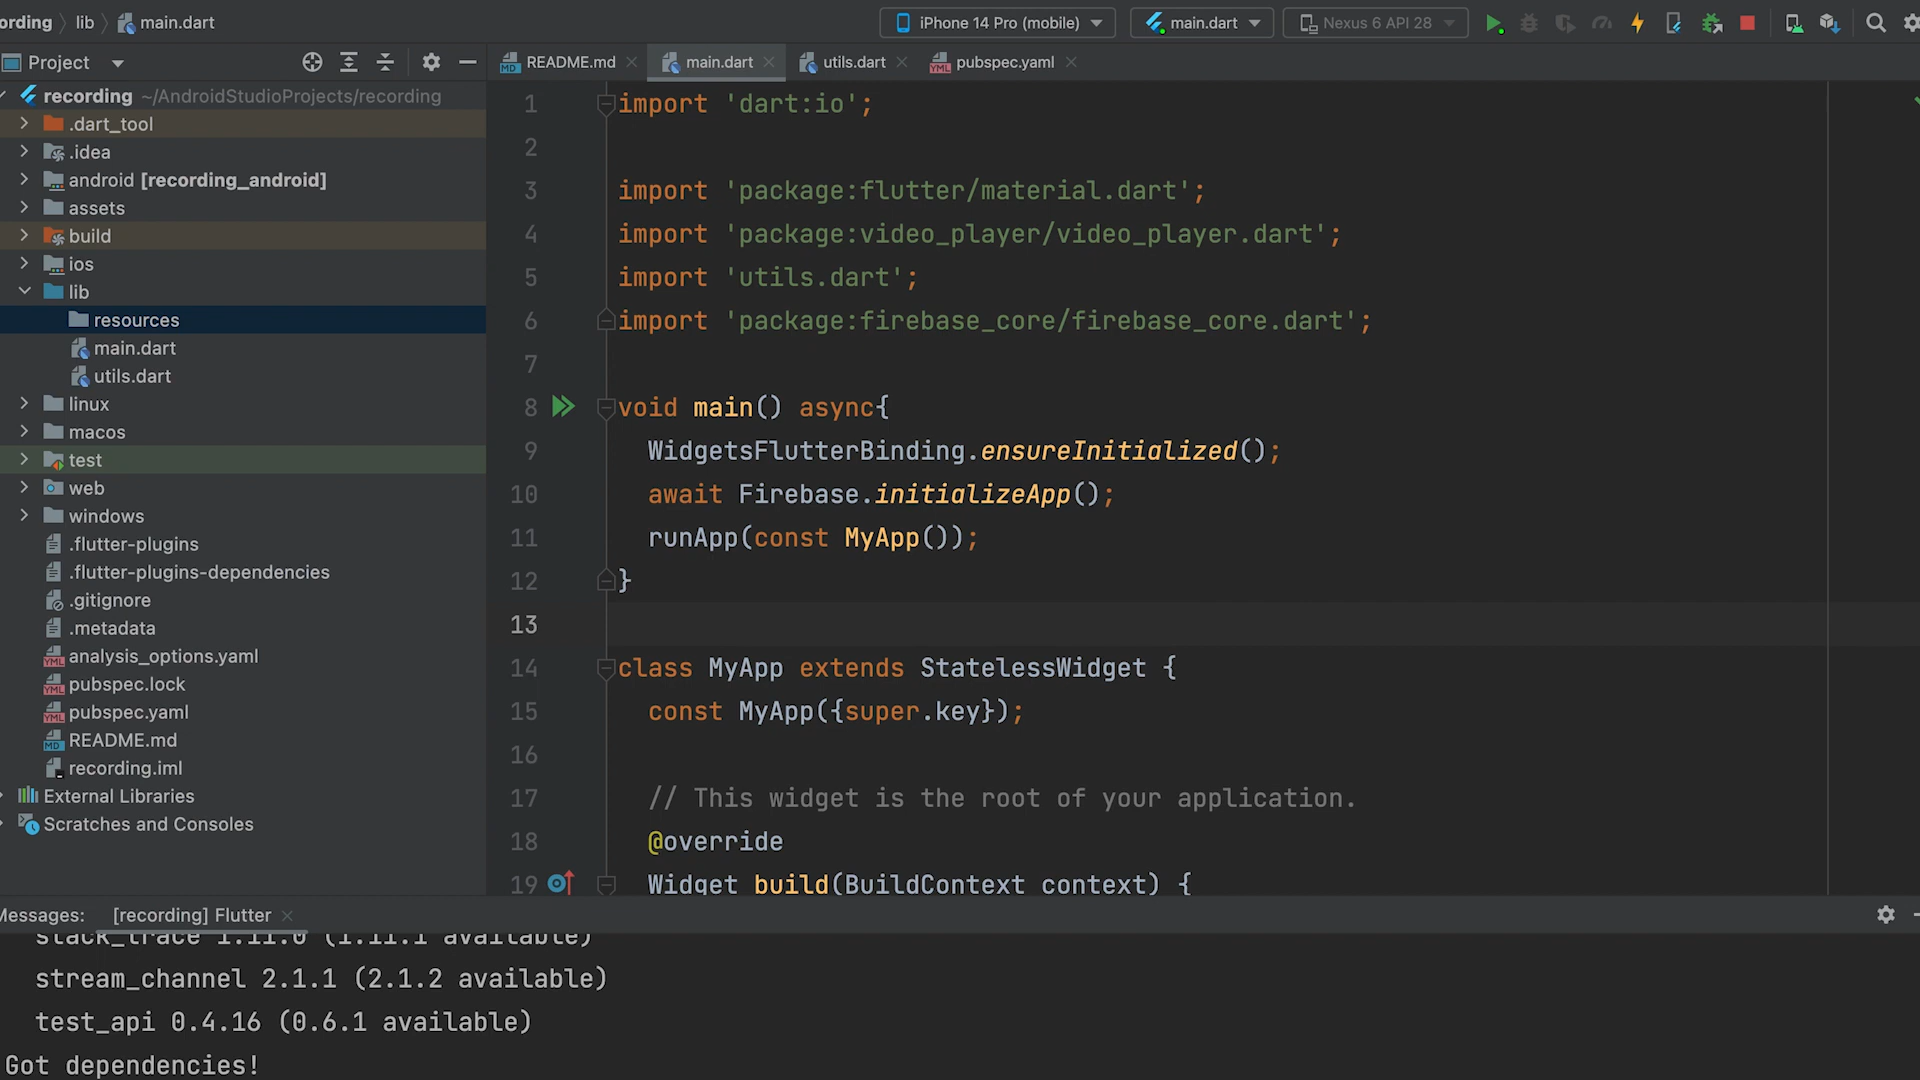 ording lib main.dart
iPhone 14 Pro (mobile) main.dart Nexus 6 API 28
Project
README.md main.dart utils.dart pubspec.yaml
recording ~/AndroidStudioProjects/recording
.dart_tool
.idea
android [recording_android]
assets
build
ios
lib
resources
main.dart
utils.dart
linux
macos
test
web
windows
.flutter-plugins
.flutter-plugins-dependencies
.gitignore
.metadata
analysis_options.yaml
pubspec.lock
pubspec.yaml
README.md
recording.iml
External Libraries
Scratches and Consoles
1 import 'dart:io';
2
3 import 'package:flutter/material.dart';
4 import 'package:video_player/video_player.dart';
5 import 'utils.dart';
6 import 'package:firebase_core/firebase_core.dart';
7
8 void main() async{
9 WidgetsFlutterBinding.ensureInitialized();
10 await Firebase.initializeApp();
11 runApp(const MyApp());
12 }
13
14 class MyApp extends StatelessWidget {
15 const MyApp({super.key});
16
17 // This widget is the root of your application.
18 @override
19 Widget build(BuildContext context) {
Messages: [recording] Flutter
stack_trace 1.11.0 (1.11.1 available)
stream_channel 2.1.1 (2.1.2 available)
test_api 0.4.16 (0.6.1 available)
Got dependencies!